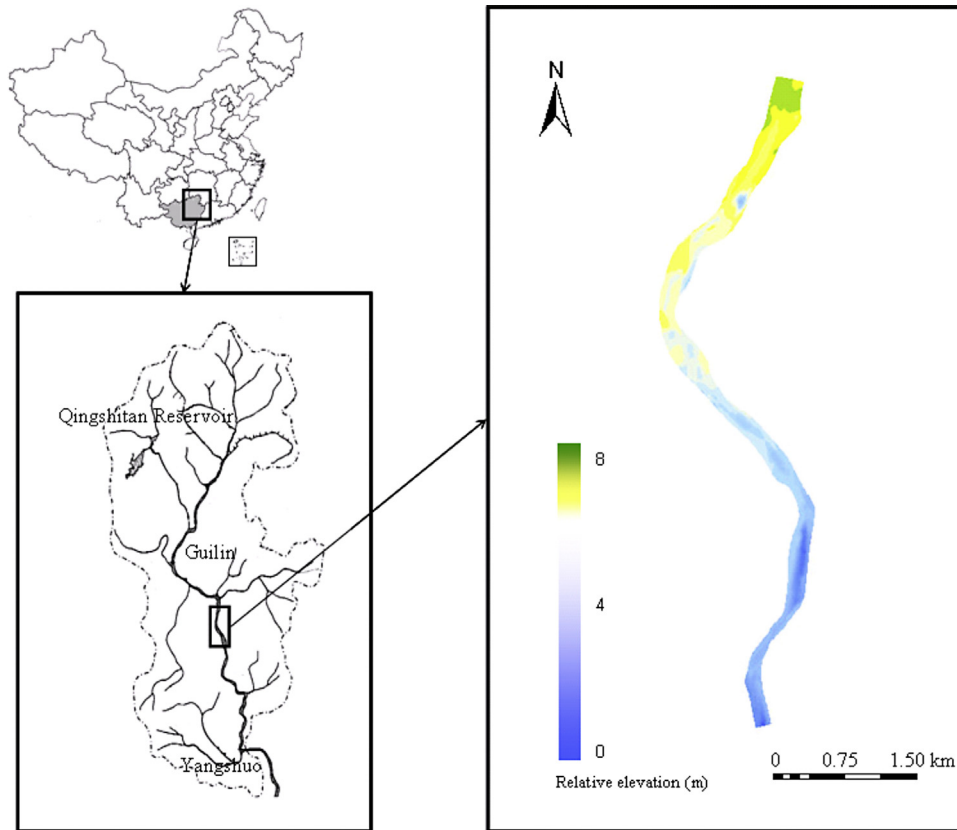 N
Qingshitan Reservoir
Guilin
Yangshuo
8
4
0
Relative elevation (m)
0 0.75 1.50 km